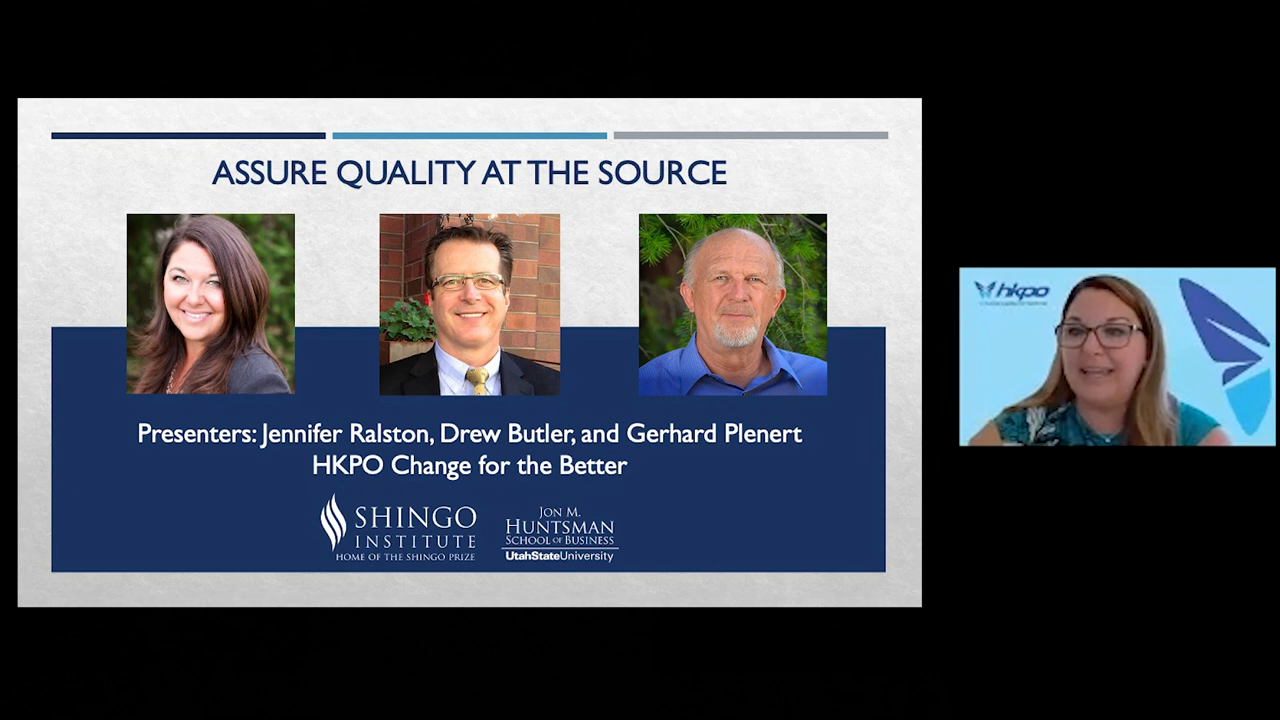 ASSURE QUALITY AT THE SOURCE
Presenters: Jennifer Ralston, Drew Butler, and Gerhard Plenert
HKPO Change for the Better
SHINGO
INSTITUTE
HOME OF THE SHINGO PRIZE
JON M.
HUNTSMAN
SCHOOL OF BUSINESS
UtahStateUniversity
hkpo